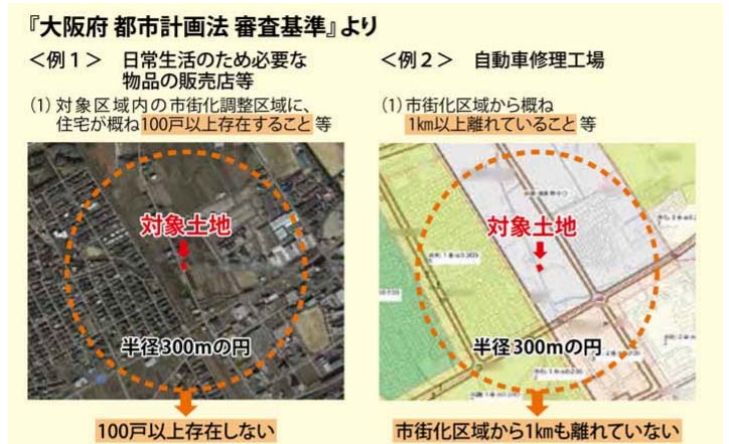 『大阪府 都市計画法 審査基準』より
<例1> 日常生活のため必要な
物品の販売店等
(1) 対象区域内の市街化調整区域に、
住宅が概ね100戸以上存在すること 等
対象土地
半径300mの円
100戸以上存在しない
<例2> 自動車修理工場
(1) 市街化区域から概ね
1km以上離れていること 等
対象土地
半径300mの円
市街化区域から1kmも離れていない